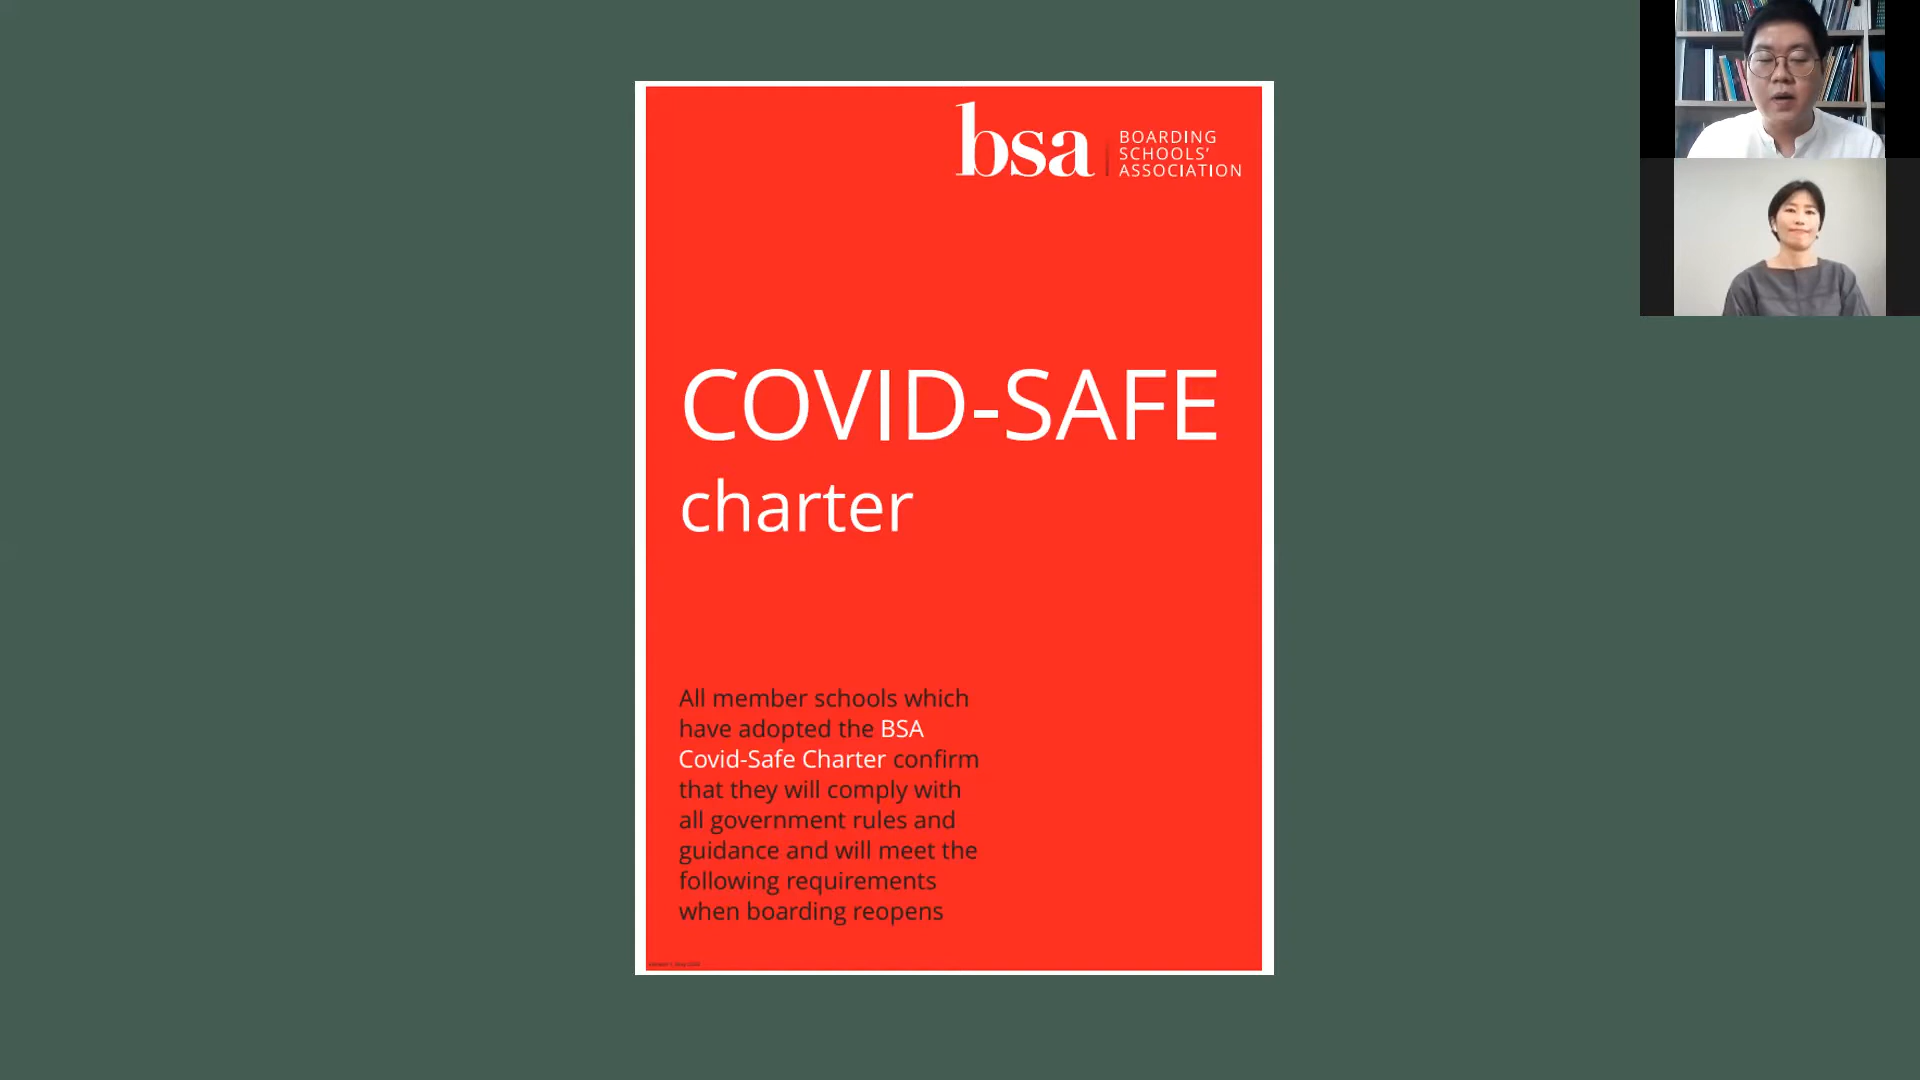 bsa
BOARDING
SCHOOLS'
ASSOCIATION
COVID-SAFE
charter
All member schools which
have adopted the BSA
Covid-Safe Charter confirm
that they will comply with
all government rules and
guidance and will meet the
following requirements
when boarding reopens